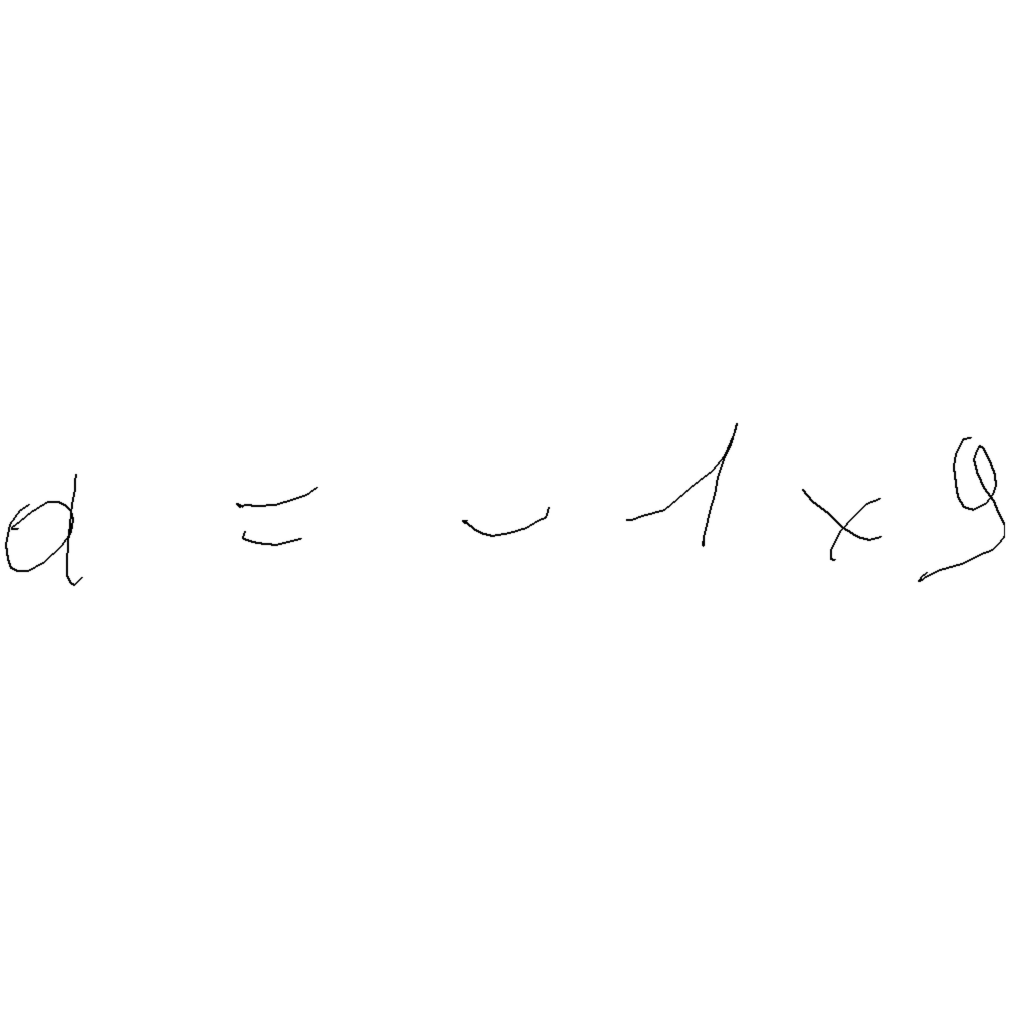 d = - 1 x 9